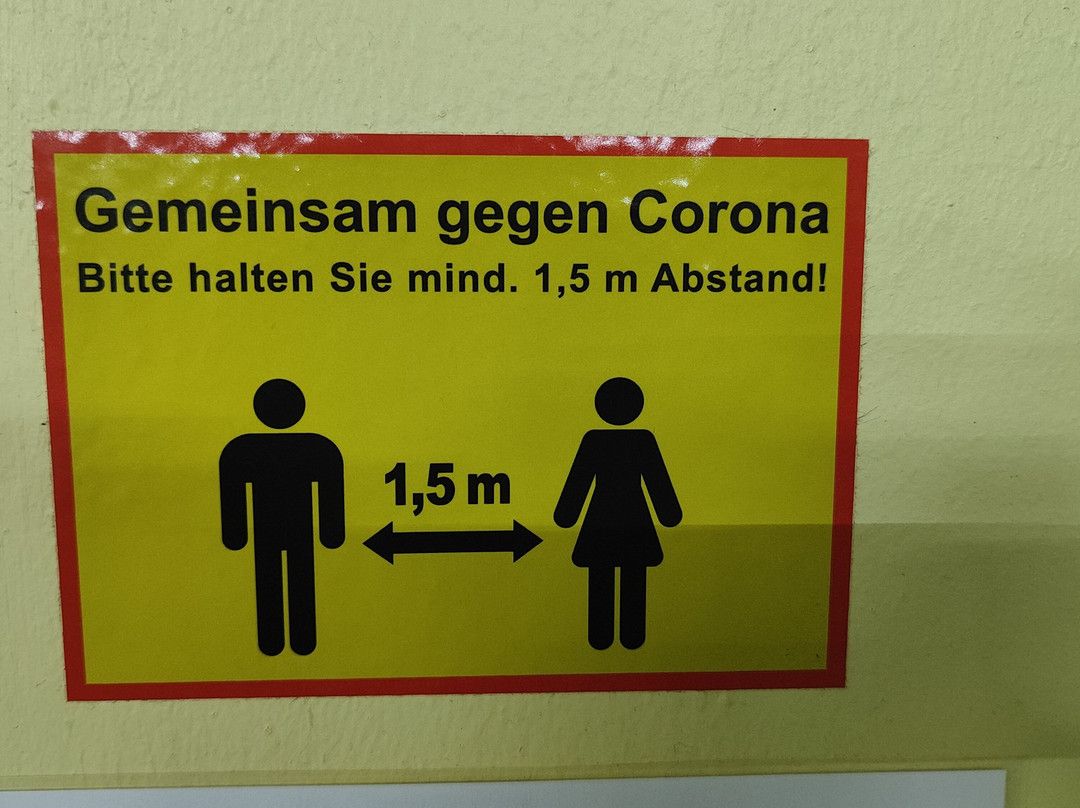 Gemeinsam gegen Corona
Bitte halten Sie mind. 1,5 m Abstand!
1,5 m